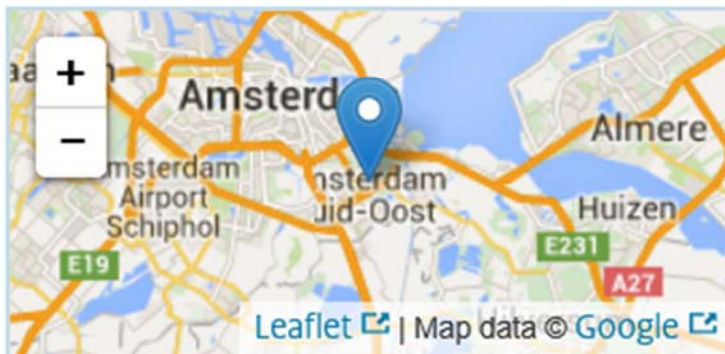 +
−
Amsterd
Almere
msterdam
Airport
Schiphol
msterdam
uid-Oost
Huizen
E19
E231
A27
Leaflet | Map data © Google